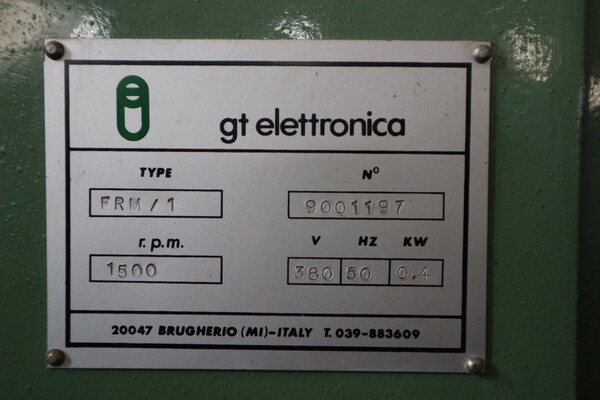 gt elettronica
TYPE Nº
FRM/1 9001197
r.p.m. V HZ KW
1500 380 50 0.4
20047 BRUGHERIO (MI)-ITALY T. 039-883609